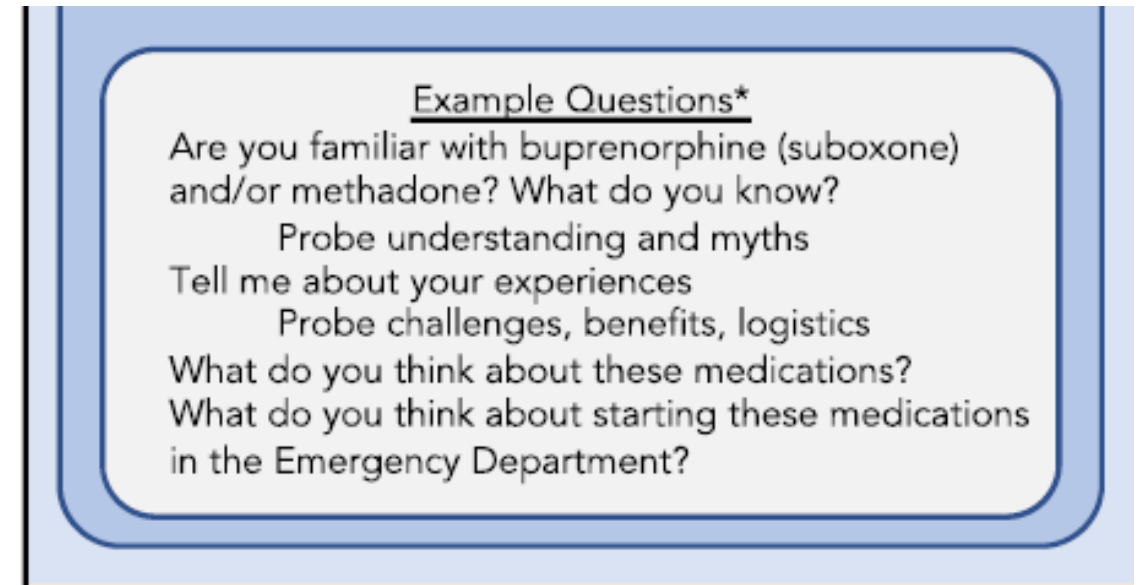 Example Questions*
Are you familiar with buprenorphine (suboxone)
and/or methadone? What do you know?
Probe understanding and myths
Tell me about your experiences
Probe challenges, benefits, logistics
What do you think about these medications?
What do you think about starting these medications
in the Emergency Department?